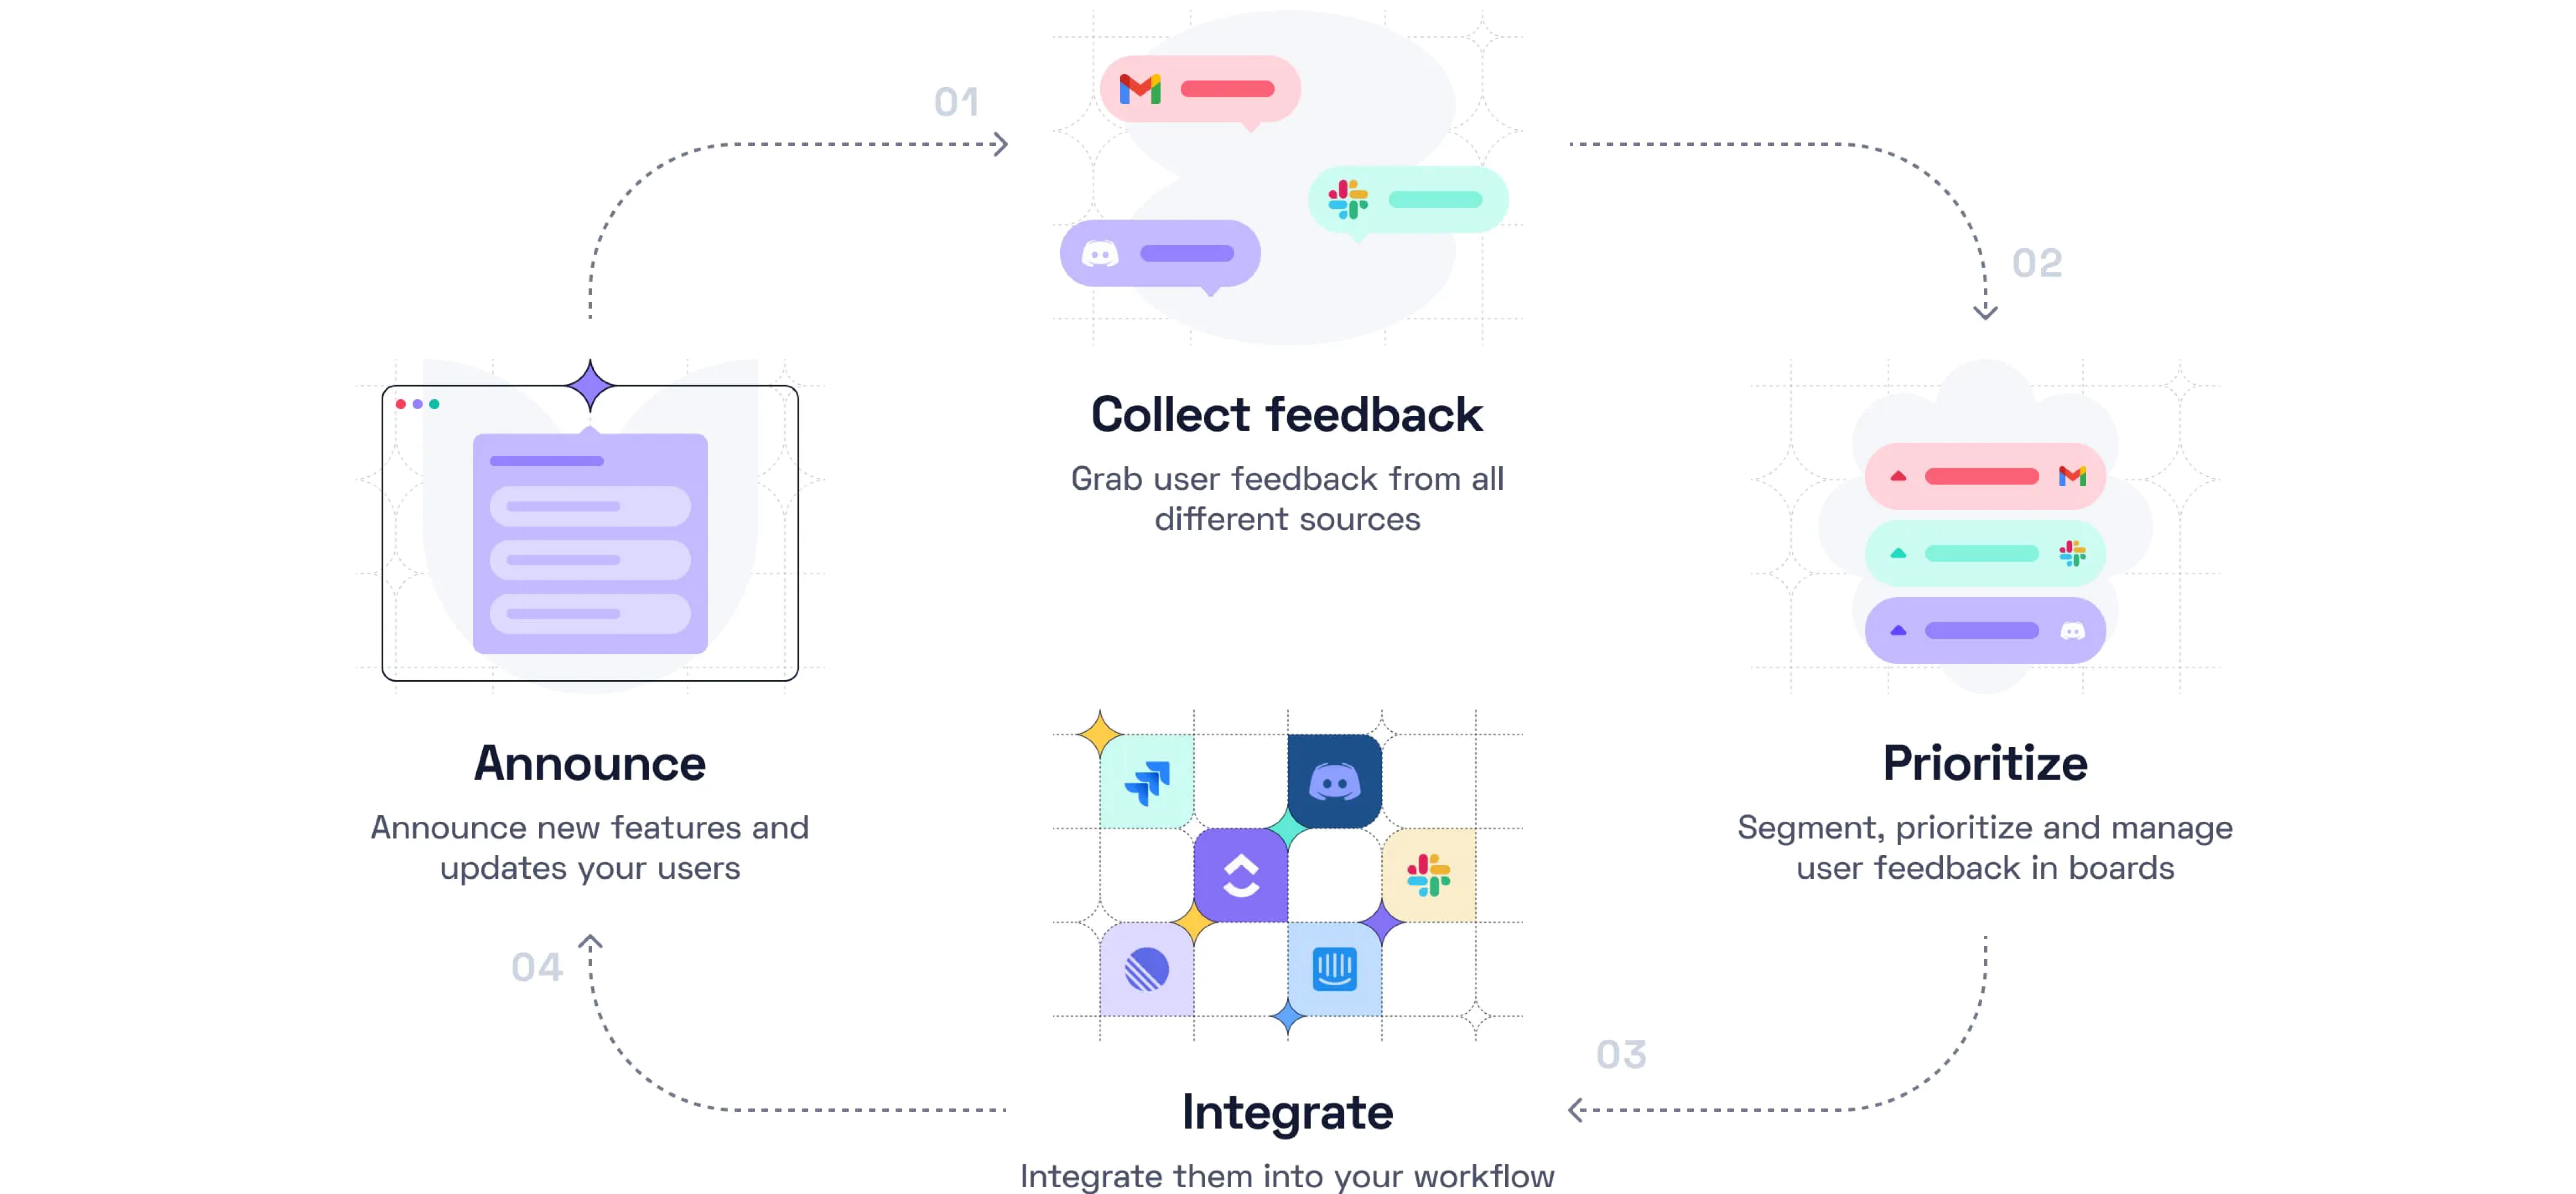 01
Collect feedback
Grab user feedback from all
different sources
02
Prioritize
Segment, prioritize and manage
user feedback in boards
03
Integrate
Integrate them into your workflow
04
Announce
Announce new features and
updates your users